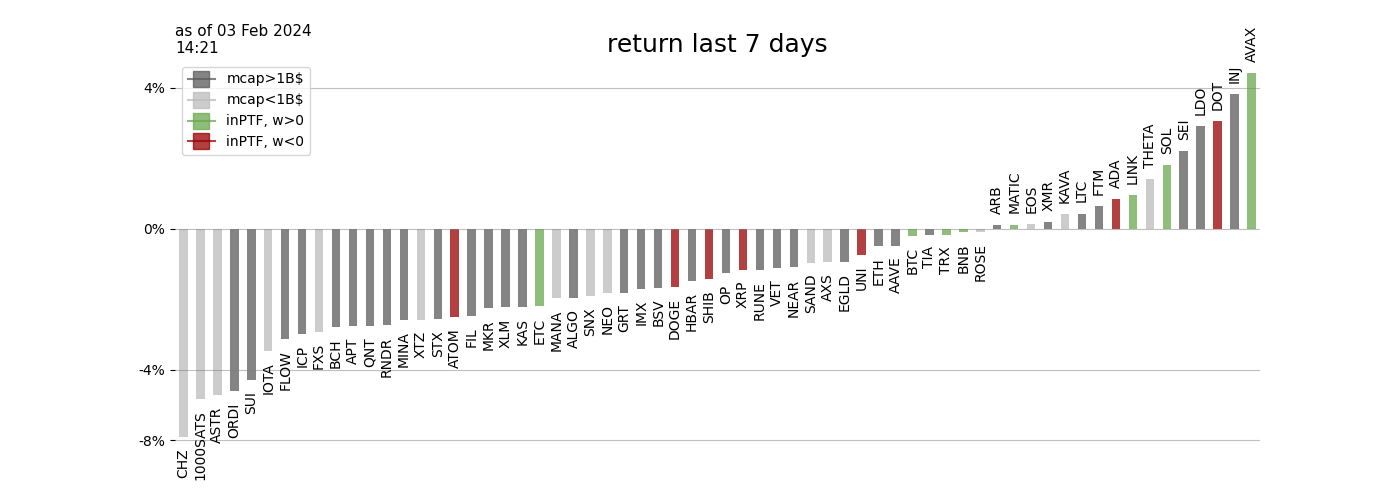 as of 03 Feb 2024
14:21
return last 7 days
mcap>1B$
mcap<1B$
inPTF, w>0
inPTF, w<0
4%
0%
-4%
-8%
CHZ
1000SATS
ASTR
ORDI
SUI
IOTA
FLOW
ICP
FXS
BCH
APT
QNT
RNDR
MINA
XTZ
STX
ATOM
FIL
MKR
XLM
KAS
ETC
MANA
ALGO
SNX
NEO
GRT
IMX
BSV
DOGE
HBAR
SHIB
OP
XRP
RUNE
VET
NEAR
SAND
AXS
EGLD
UNI
ETH
AAVE
BTC
TIA
TRX
BNB
ROSE
ARB
MATIC
EOS
XMR
KAVA
LTC
FTM
ADA
LINK
THETA
SOL
SEI
LDO
DOT
INJ
AVAX